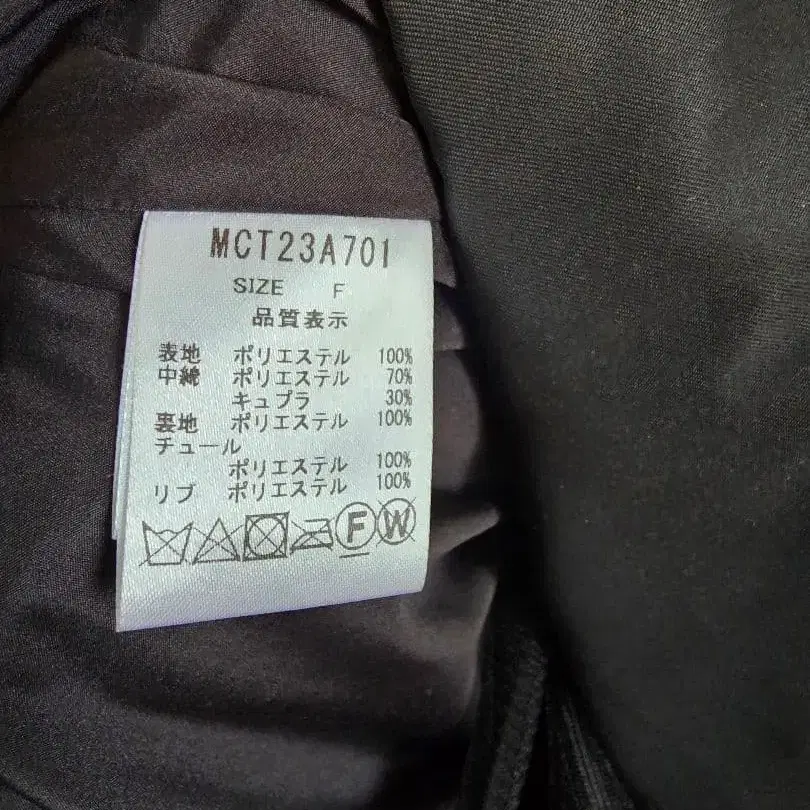 MCT23A701
SIZE F
品質表示
表地 ポリエステル 100%
中綿 ポリエステル 70%
キュプラ 30%
裏地 ポリエステル 100%
チュール
ポリエステル 100%
リブ ポリエステル 100%
F W